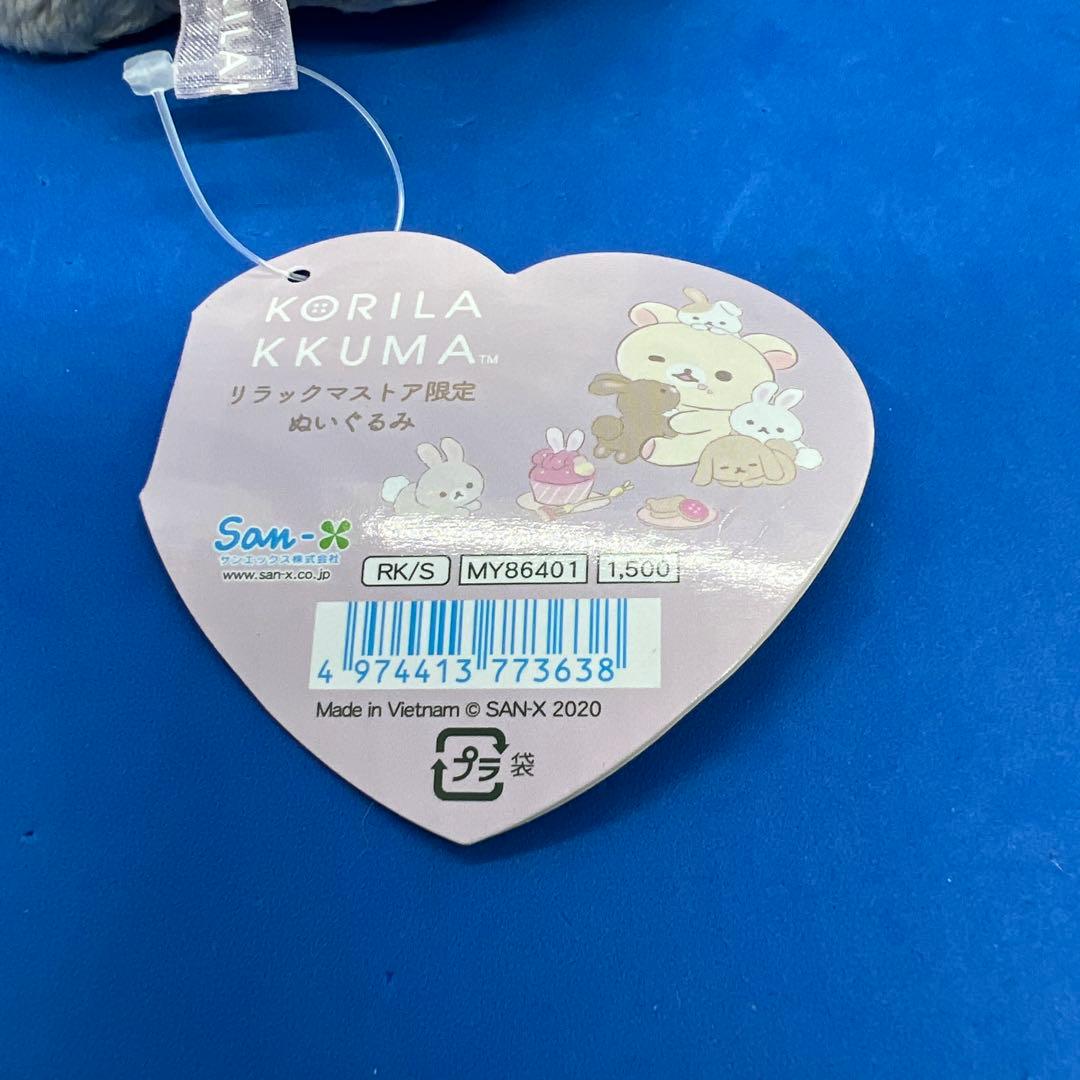 KORILA
KKUMA™
リラックマストア限定
ぬいぐるみ
San-X
サンエックス株式会社
www.san-x.co.jp
RK/S MY86401 1,500
4 974413 773638
Made in Vietnam © SAN-X 2020
プラ 袋